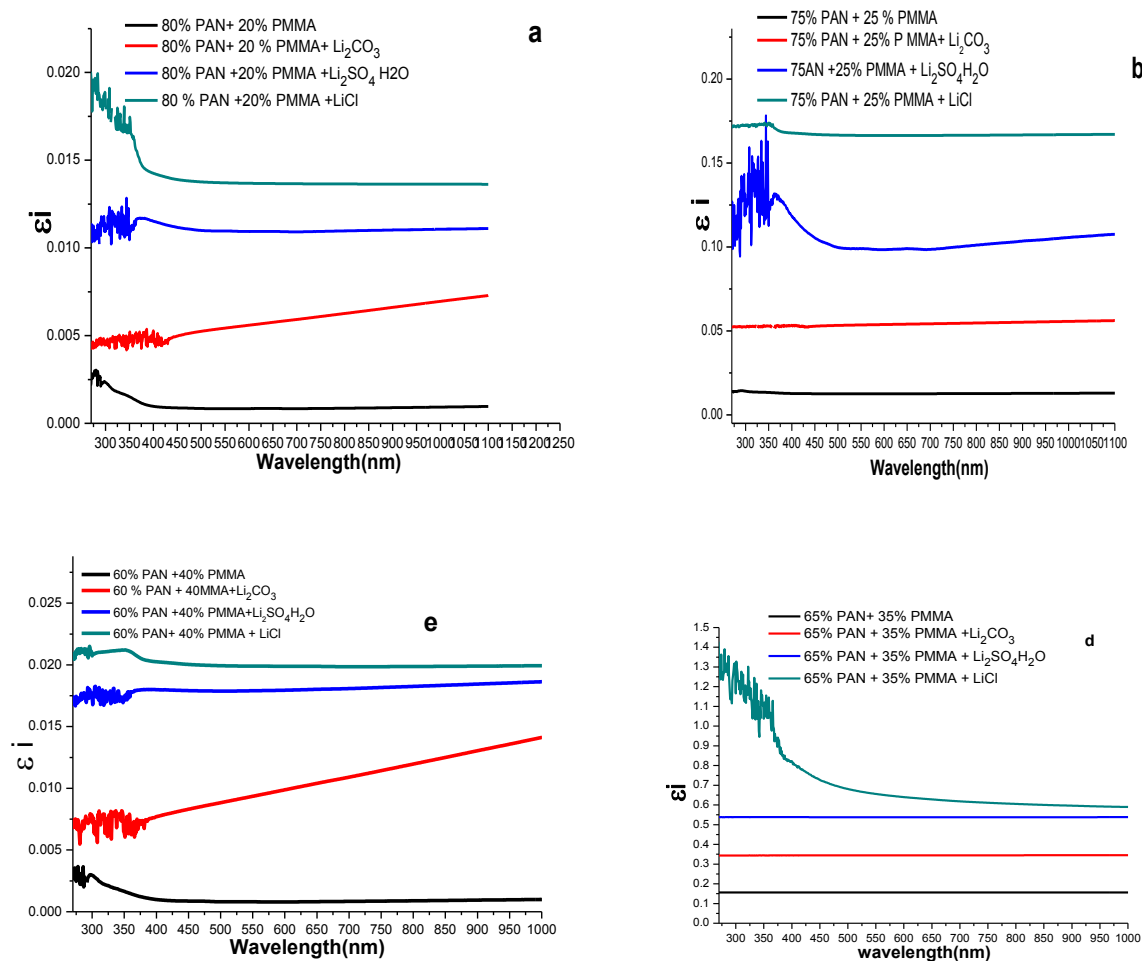 a
80% PAN+ 20% PMMA
80% PAN+ 20 % PMMA+ Li₂CO₃
80% PAN +20% PMMA +Li₂SO₄ H2O
80 % PAN +20% PMMA +LiCl
0.020
0.015
0.010
0.005
0.000
εi
300 350 400 450 500 550 600 650 700 750 800 850 900 950 1000 1050 1100 1150 1200 1250
Wavelength(nm)
b
75% PAN + 25 % PMMA
75% PAN + 25% P MMA+ Li₂CO₃
75AN +25% PMMA + Li₂SO₄H₂O
75% PAN + 25% PMMA + LiCl
0.20
0.15
0.10
0.05
0.00
ε i
300 350 400 450 500 550 600 650 700 750 800 850 900 950 1000 1050 1100
Wavelength(nm)
e
60% PAN +40% PMMA
60 % PAN + 40MMA+Li₂CO₃
60% PAN +40% PMMA+Li₂SO₄H₂O
60% PAN+ 40% PMMA + LiCl
0.025
0.020
0.015
0.010
0.005
0.000
ε i
300 350 400 450 500 550 600 650 700 750 800 850 900 950 1000
Wavelength(nm)
d
65% PAN+ 35% PMMA
65% PAN + 35% PMMA +Li₂CO₃
65% PAN + 35% PMMA + Li₂SO₄H₂O
65% PAN + 35% PMMA + LiCl
1.5
1.4
1.3
1.2
1.1
1.0
0.9
0.8
0.7
0.6
0.5
0.4
0.3
0.2
0.1
0.0
εi
300 350 400 450 500 550 600 650 700 750 800 850 900 950 1000
wavelength(nm)